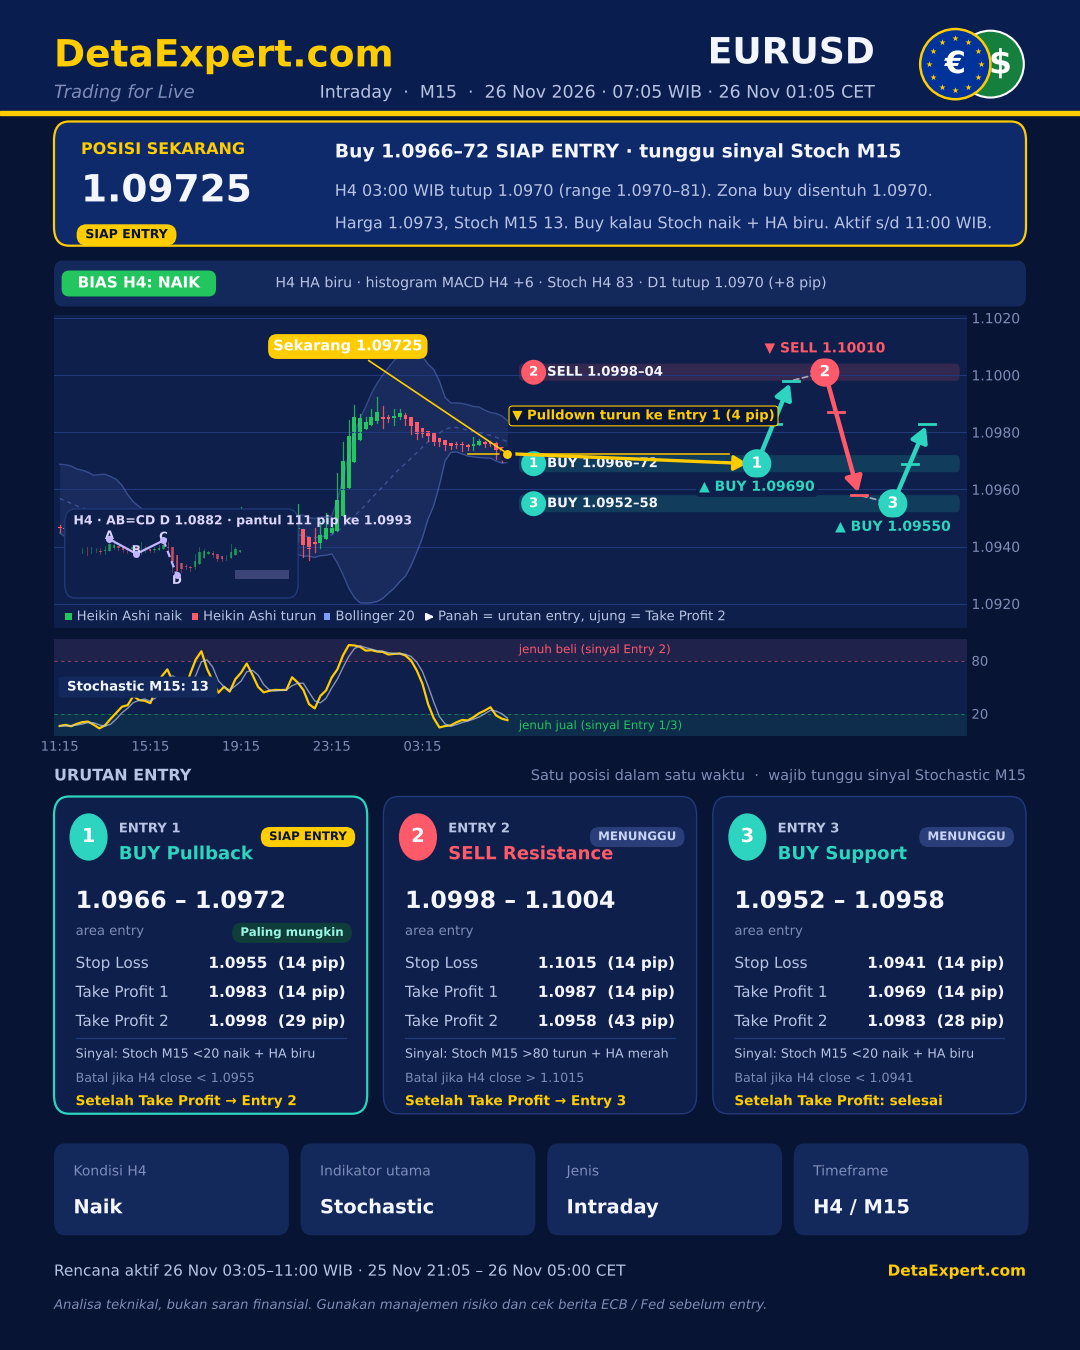 DetaExpert.com
EURUSD
€ $
Trading for Live
Intraday · M15 · 26 Nov 2026 · 07:05 WIB · 26 Nov 01:05 CET
POSISI SEKARANG
1.09725
SIAP ENTRY
Buy 1.0966–72 SIAP ENTRY · tunggu sinyal Stoch M15
H4 03:00 WIB tutup 1.0970 (range 1.0970–81). Zona buy disentuh 1.0970.
Harga 1.0973, Stoch M15 13. Buy kalau Stoch naik + HA biru. Aktif s/d 11:00 WIB.
BIAS H4: NAIK
H4 HA biru · histogram MACD H4 +6 · Stoch H4 83 · D1 tutup 1.0970 (+8 pip)
1.1020
1.1000
1.0980
1.0960
1.0940
1.0920
Sekarang 1.09725
▼ SELL 1.10010
2 SELL 1.0998–04
2
▼ Pulldown turun ke Entry 1 (4 pip)
1 BUY 1.0966–72
1
▲ BUY 1.09690
3 BUY 1.0952–58
3
▲ BUY 1.09550
H4 · AB=CD D 1.0882 · pantul 111 pip ke 1.0993
A
B
C
D
Heikin Ashi naik
Heikin Ashi turun
Bollinger 20
Panah = urutan entry, ujung = Take Profit 2
jenuh beli (sinyal Entry 2)
80
Stochastic M15: 13
20
jenuh jual (sinyal Entry 1/3)
11:15
15:15
19:15
23:15
03:15
URUTAN ENTRY
Satu posisi dalam satu waktu · wajib tunggu sinyal Stochastic M15
1
ENTRY 1
SIAP ENTRY
BUY Pullback
1.0966 – 1.0972
area entry
Paling mungkin
Stop Loss 1.0955 (14 pip)
Take Profit 1 1.0983 (14 pip)
Take Profit 2 1.0998 (29 pip)
Sinyal: Stoch M15 <20 naik + HA biru
Batal jika H4 close < 1.0955
Setelah Take Profit → Entry 2
2
ENTRY 2
MENUNGGU
SELL Resistance
1.0998 – 1.1004
area entry
Stop Loss 1.1015 (14 pip)
Take Profit 1 1.0987 (14 pip)
Take Profit 2 1.0958 (43 pip)
Sinyal: Stoch M15 >80 turun + HA merah
Batal jika H4 close > 1.1015
Setelah Take Profit → Entry 3
3
ENTRY 3
MENUNGGU
BUY Support
1.0952 – 1.0958
area entry
Stop Loss 1.0941 (14 pip)
Take Profit 1 1.0969 (14 pip)
Take Profit 2 1.0983 (28 pip)
Sinyal: Stoch M15 <20 naik + HA biru
Batal jika H4 close < 1.0941
Setelah Take Profit: selesai
Kondisi H4
Naik
Indikator utama
Stochastic
Jenis
Intraday
Timeframe
H4 / M15
Rencana aktif 26 Nov 03:05–11:00 WIB · 25 Nov 21:05 – 26 Nov 05:00 CET
DetaExpert.com
Analisa teknikal, bukan saran finansial. Gunakan manajemen risiko dan cek berita ECB / Fed sebelum entry.